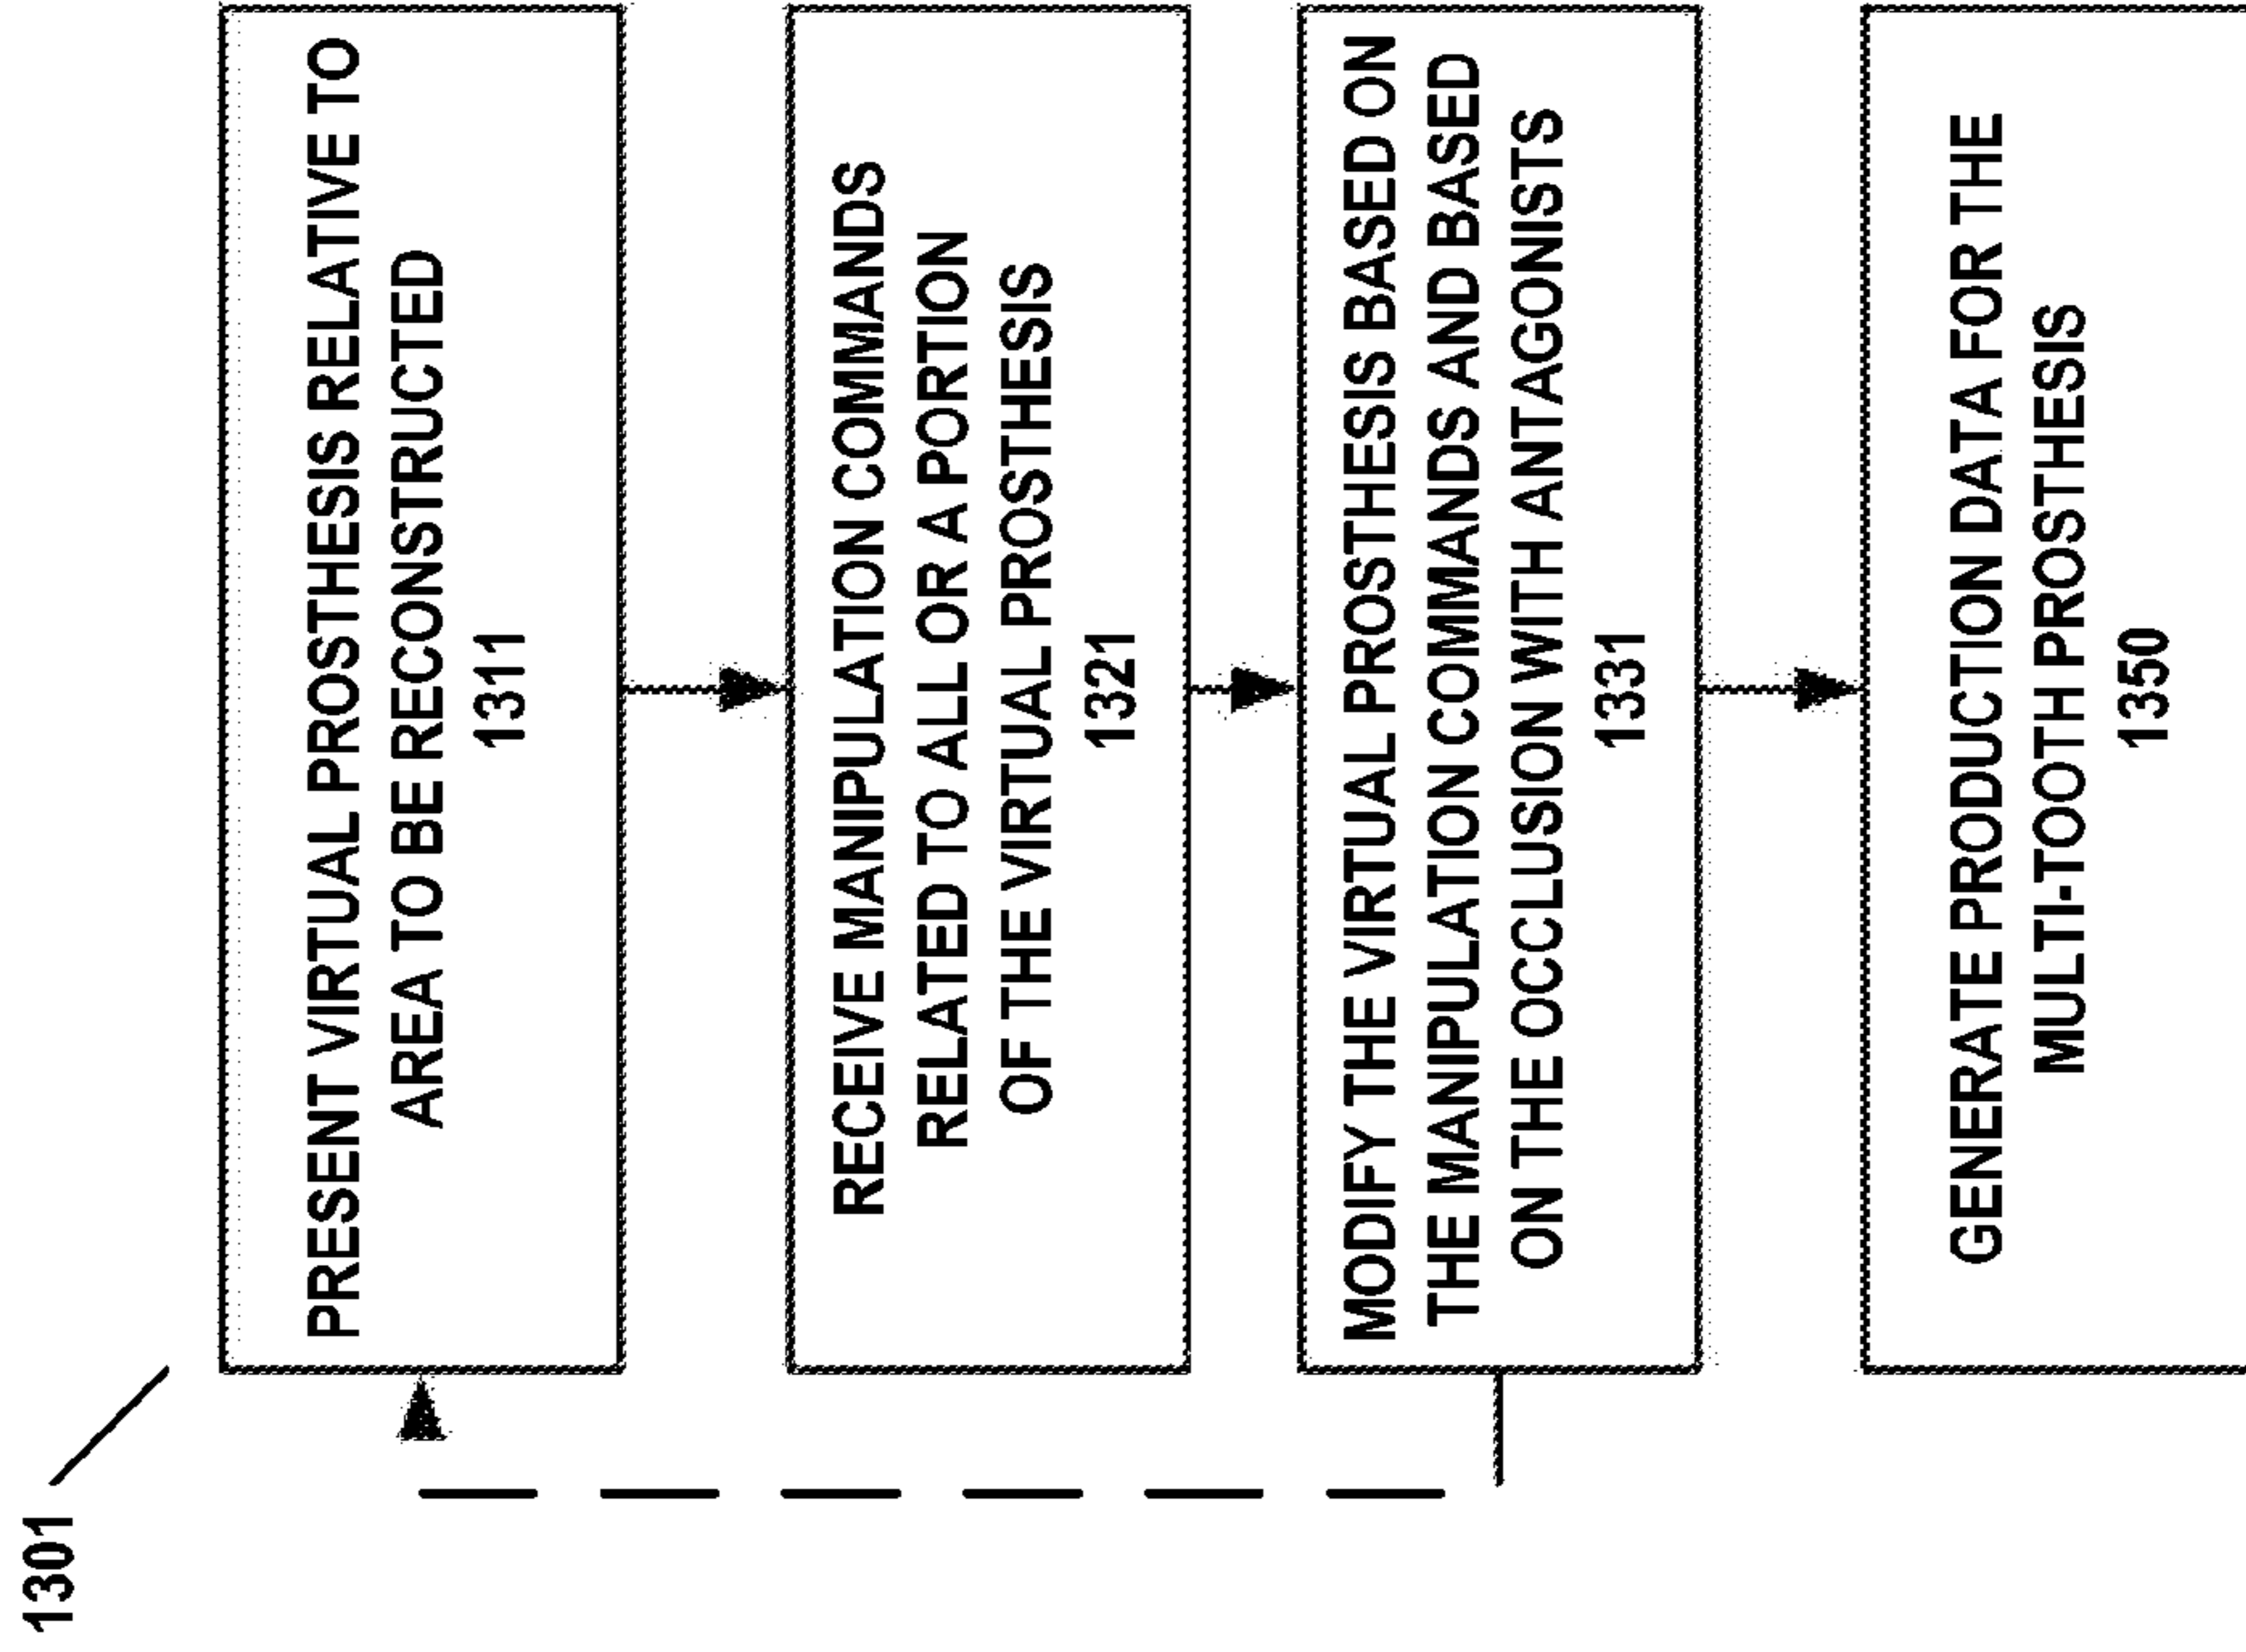 1301
PRESENT VIRTUAL PROSTHESIS RELATIVE TO
AREA TO BE RECONSTRUCTED
1311
RECEIVE MANIPULATION COMMANDS
RELATED TO ALL OR A PORTION
OF THE VIRTUAL PROSTHESIS
1321
MODIFY THE VIRTUAL PROSTHESIS BASED ON
THE MANIPULATION COMMANDS AND BASED
ON THE OCCLUSION WITH ANTAGONISTS
1331
GENERATE PRODUCTION DATA FOR THE
MULTI-TOOTH PROSTHESIS
1350